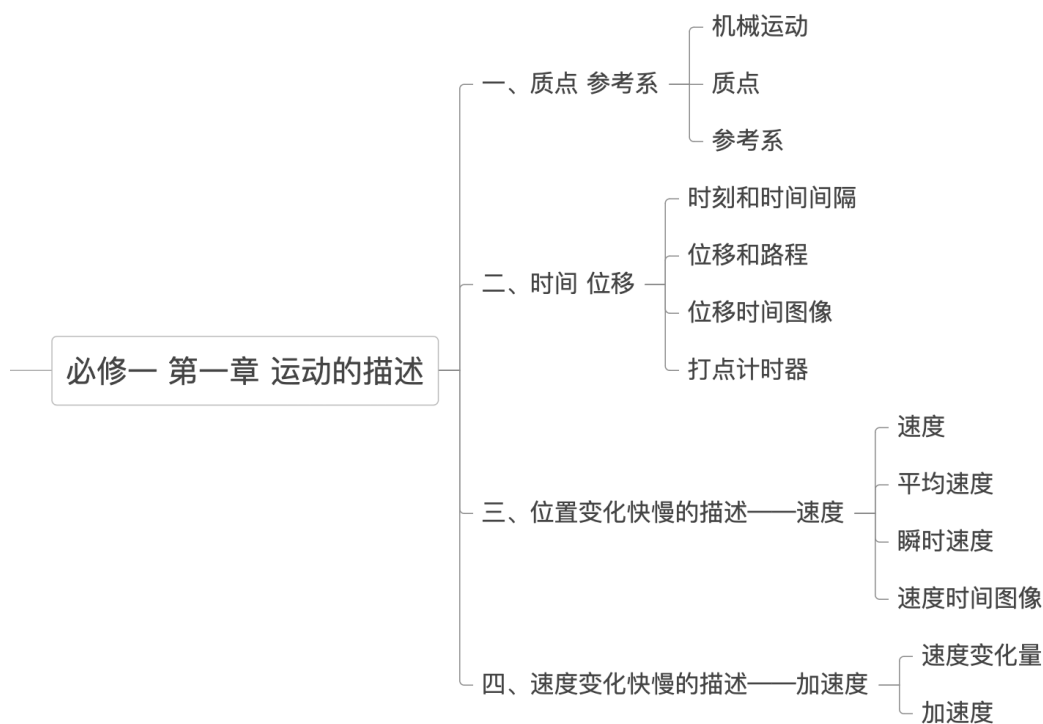 必修一 第一章 运动的描述
一、质点 参考系
机械运动
质点
参考系
二、时间 位移
时刻和时间间隔
位移和路程
位移时间图像
打点计时器
三、位置变化快慢的描述——速度
速度
平均速度
瞬时速度
速度时间图像
四、速度变化快慢的描述——加速度
速度变化量
加速度